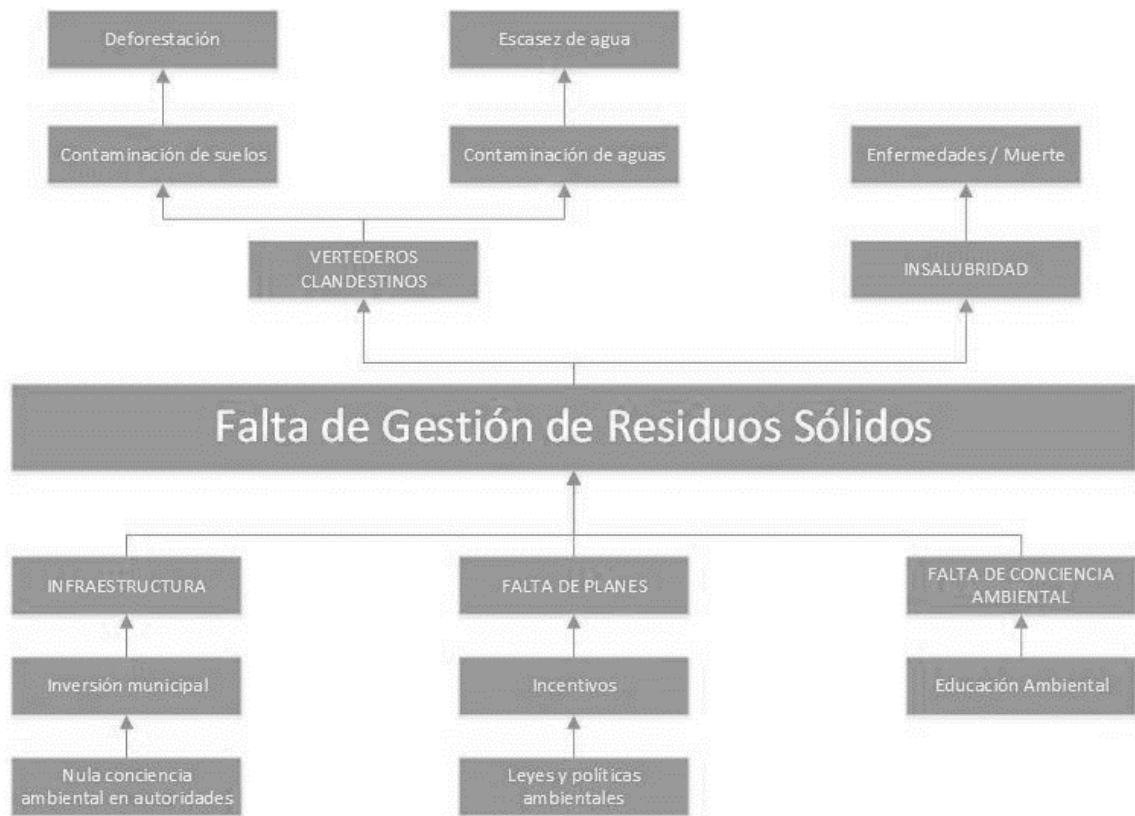 Deforestación
Escasez de agua
Contaminación de suelos
Contaminación de aguas
Enfermedades / Muerte
VERTEDEROS
CLANDESTINOS
INSALUBRIDAD
Falta de Gestión de Residuos Sólidos
INFRAESTRUCTURA
FALTA DE PLANES
FALTA DE CONCIENCIA
AMBIENTAL
Inversión municipal
Incentivos
Educación Ambiental
Nula conciencia
ambiental en autoridades
Leyes y políticas
ambientales